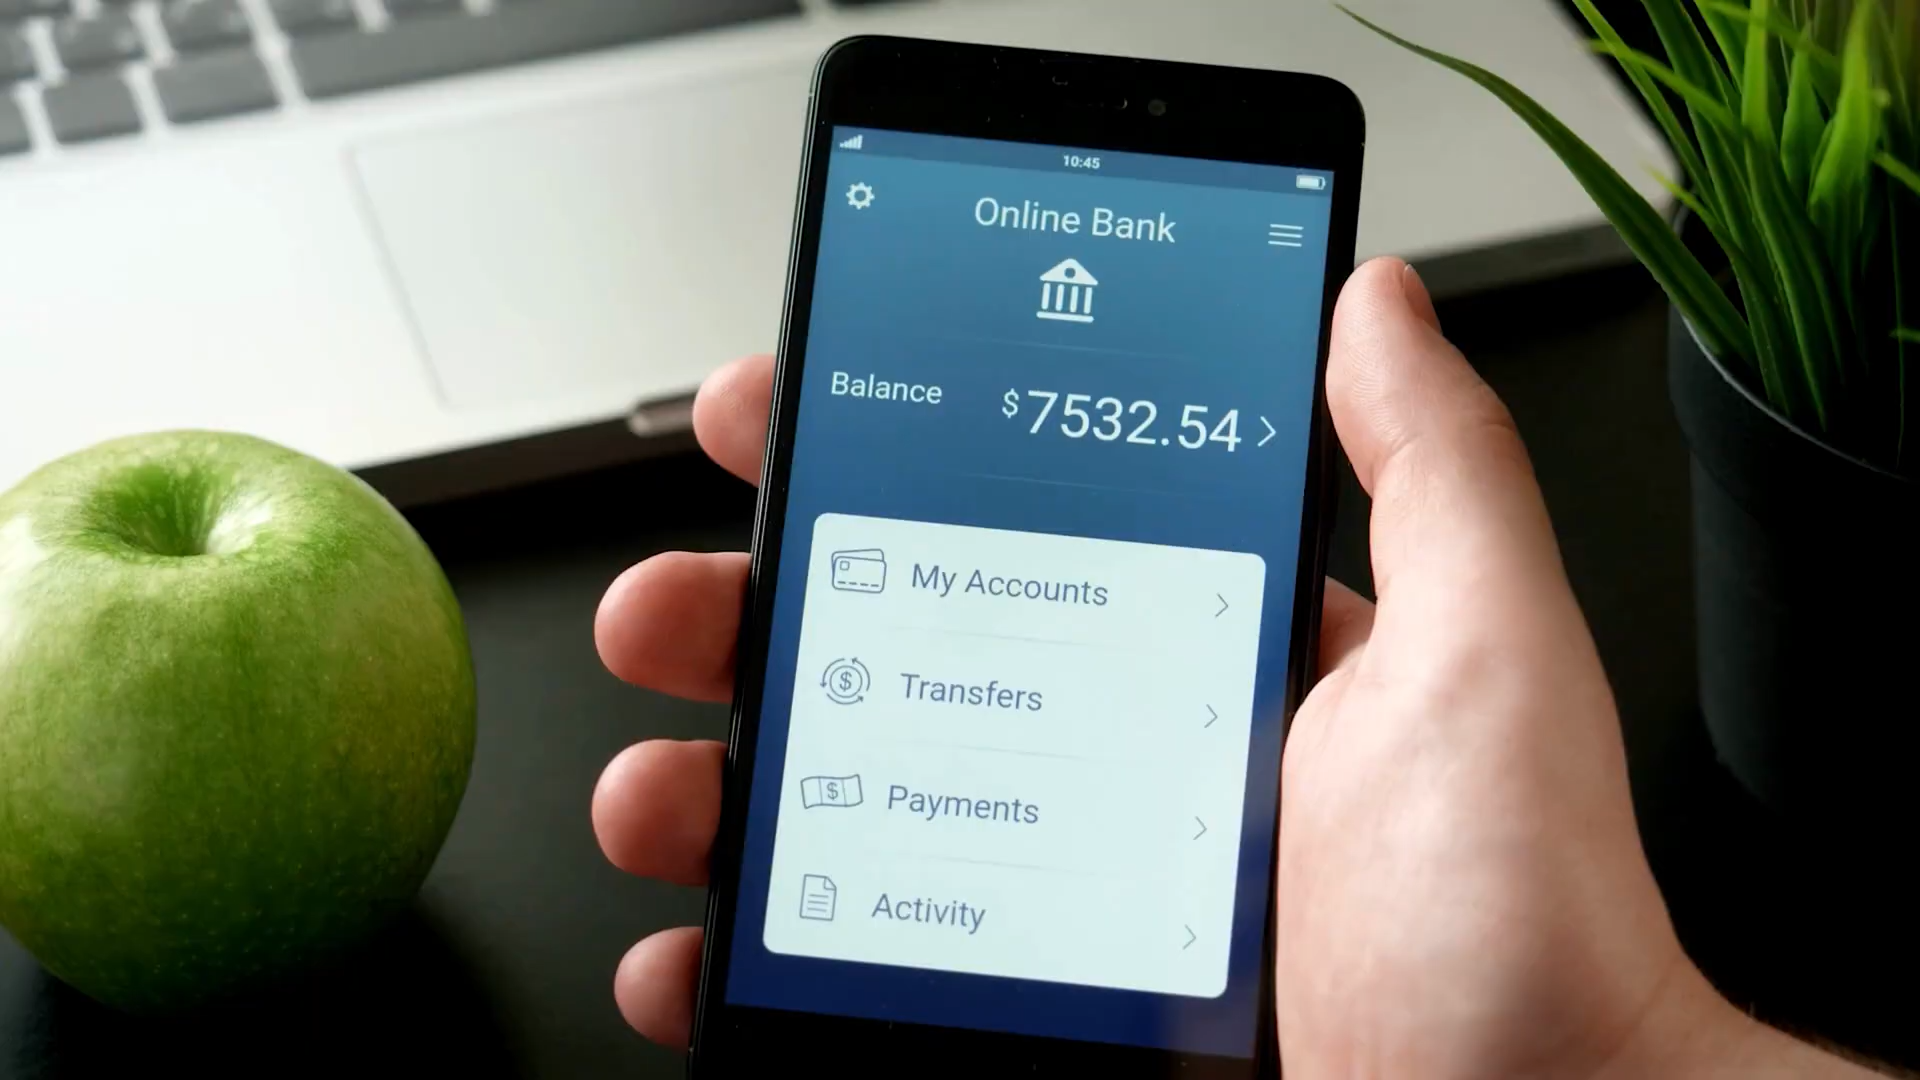 10:45
Online Bank
Balance $7532.54
My Accounts
$ Transfers
$ Payments
Activity